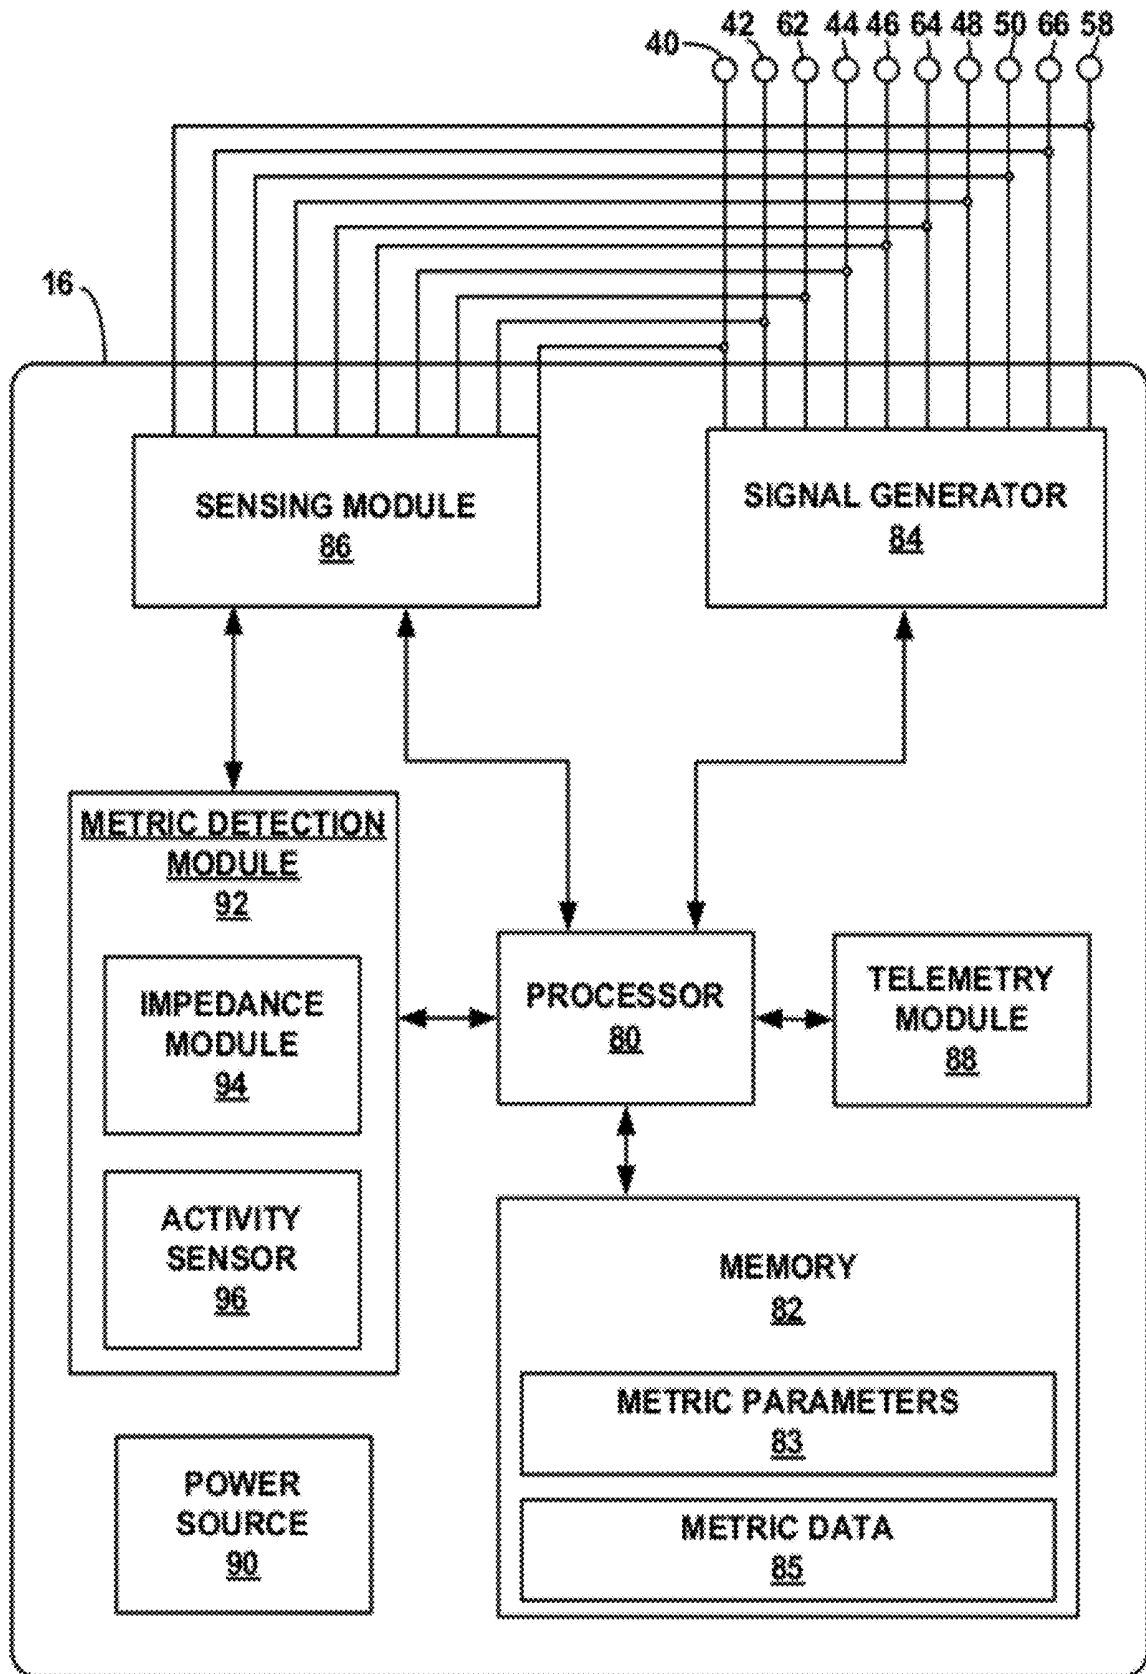 40
42
62
44
46
64
48
50
66
58
16
SENSING MODULE
86
SIGNAL GENERATOR
84
METRIC DETECTION
MODULE
92
IMPEDANCE
MODULE
94
ACTIVITY
SENSOR
96
PROCESSOR
80
TELEMETRY
MODULE
88
MEMORY
82
METRIC PARAMETERS
83
METRIC DATA
85
POWER
SOURCE
90